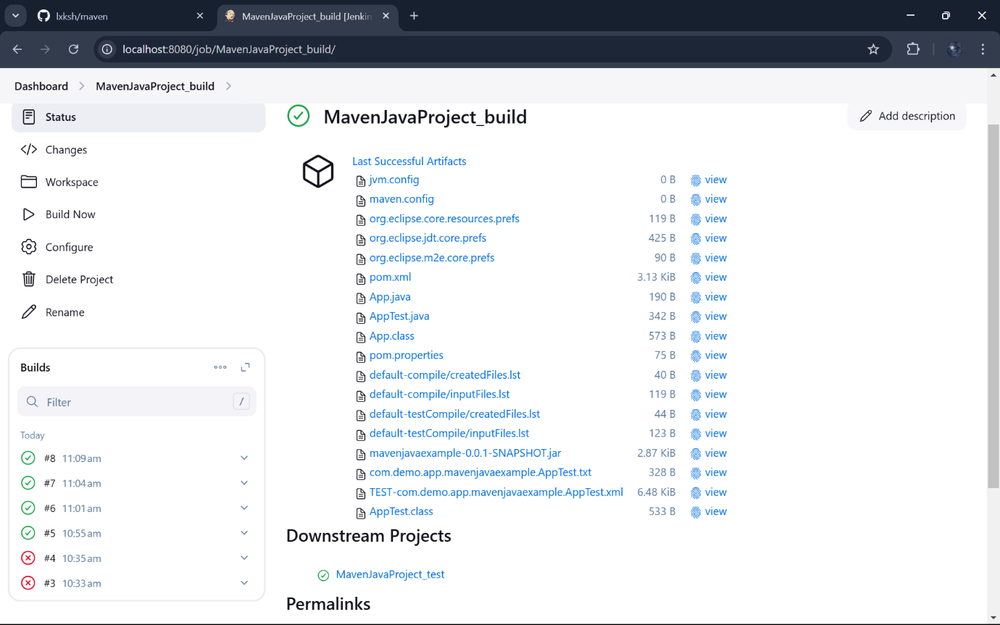 lxksh/maven
MavenJavaProject_build [Jenkin
localhost:8080/job/MavenJavaProject_build/
Dashboard MavenJavaProject_build
Status
Changes
Workspace
Build Now
Configure
Delete Project
Rename
Builds
Filter /
Today
#8 11:09 am
#7 11:04 am
#6 11:01 am
#5 10:55 am
#4 10:35 am
#3 10:33 am
MavenJavaProject_build
Add description
Last Successful Artifacts
jvm.config 0 B view
maven.config 0 B view
org.eclipse.core.resources.prefs 119 B view
org.eclipse.jdt.core.prefs 425 B view
org.eclipse.m2e.core.prefs 90 B view
pom.xml 3.13 KiB view
App.java 190 B view
AppTest.java 342 B view
App.class 573 B view
pom.properties 75 B view
default-compile/createdFiles.lst 40 B view
default-compile/inputFiles.lst 119 B view
default-testCompile/createdFiles.lst 44 B view
default-testCompile/inputFiles.lst 123 B view
mavenjavaexample-0.0.1-SNAPSHOT.jar 2.87 KiB view
com.demo.app.mavenjavaexample.AppTest.txt 328 B view
TEST-com.demo.app.mavenjavaexample.AppTest.xml 6.48 KiB view
AppTest.class 533 B view
Downstream Projects
MavenJavaProject_test
Permalinks